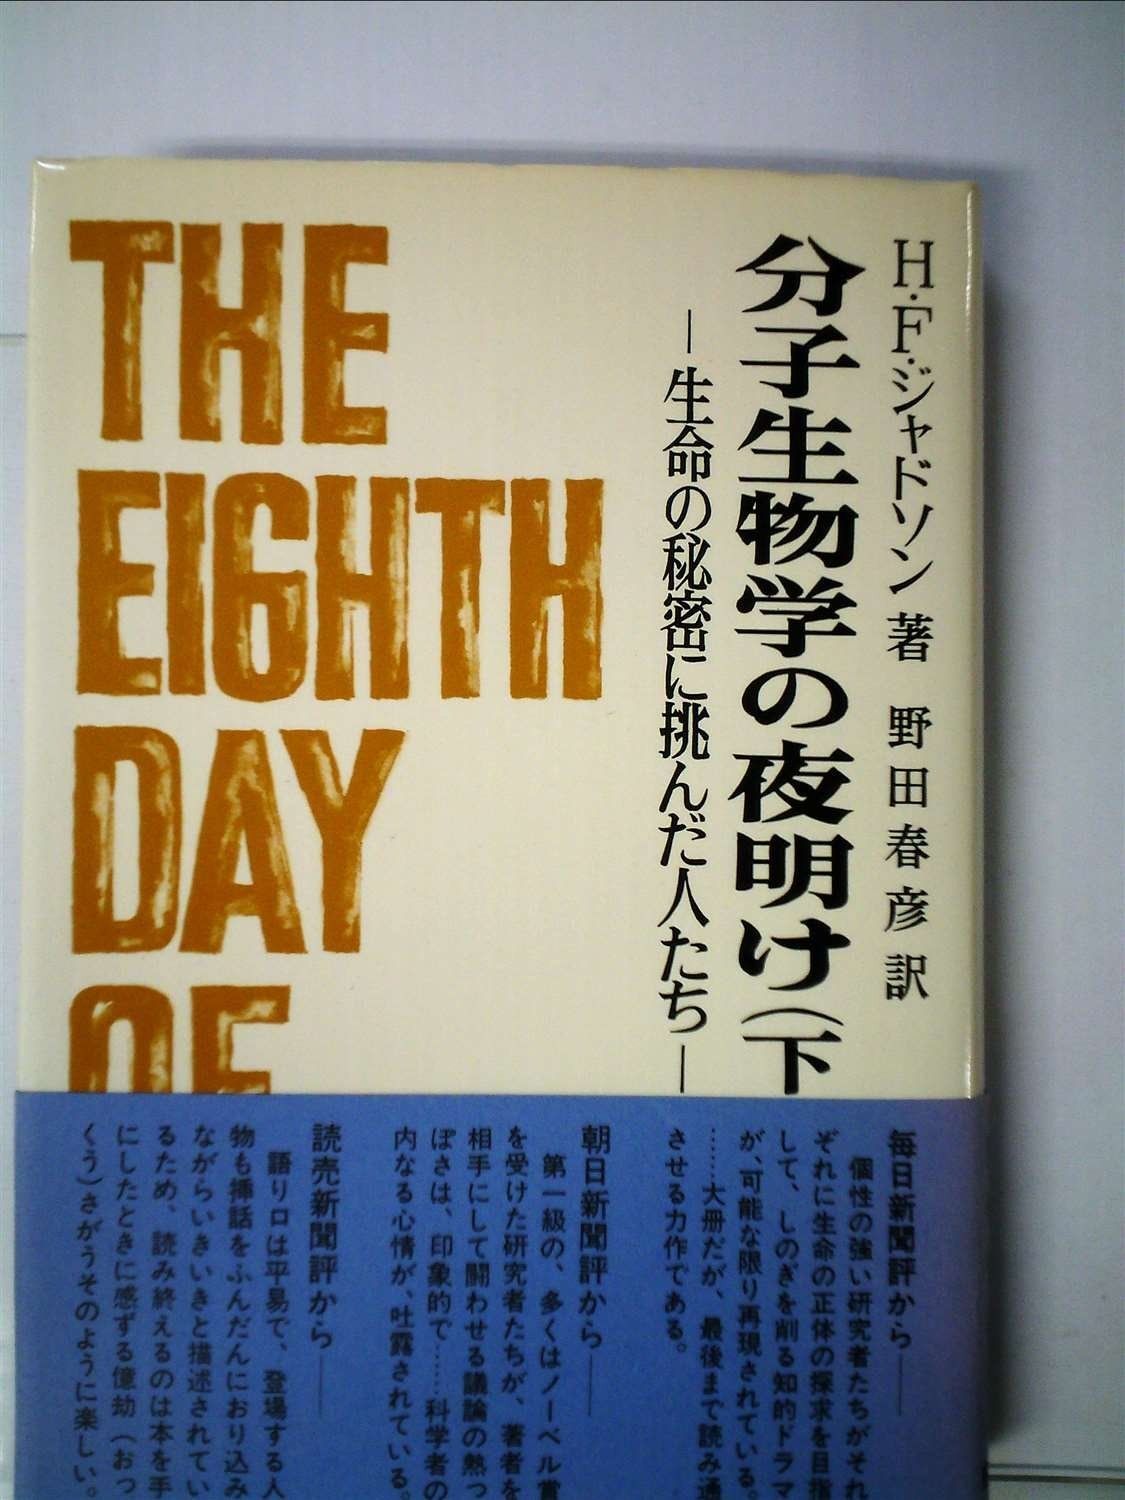 THE
EIGHTH
DAY
OF
H・F・ジャドソン 著 野田春彦 訳
分子生物学の夜明け(下
―生命の秘密に挑んだ人たち―
毎日新聞評から――
個性の強い研究者たちがそれ
ぞれに生命の正体の探求を目指
して、しのぎを削る知的ドラマ
が、可能な限り再現されている。
……大冊だが、最後まで読み通
させる力作である。
朝日新聞評から――
第一級の、多くはノーベル賞
を受けた研究者たちが、著者を
相手にして闘わせる議論の熱っ
ぽさは、印象的で……科学者の
内なる心情が、吐露されている。
読売新聞評から――
語り口は平易で、登場する人
物も挿話をふんだんにおり込み
ながらいきいきと描述されてい
るため、読み終えるのは本を手
にしたときに感ずる億劫(おっ
くう)さがうそのように楽しい。